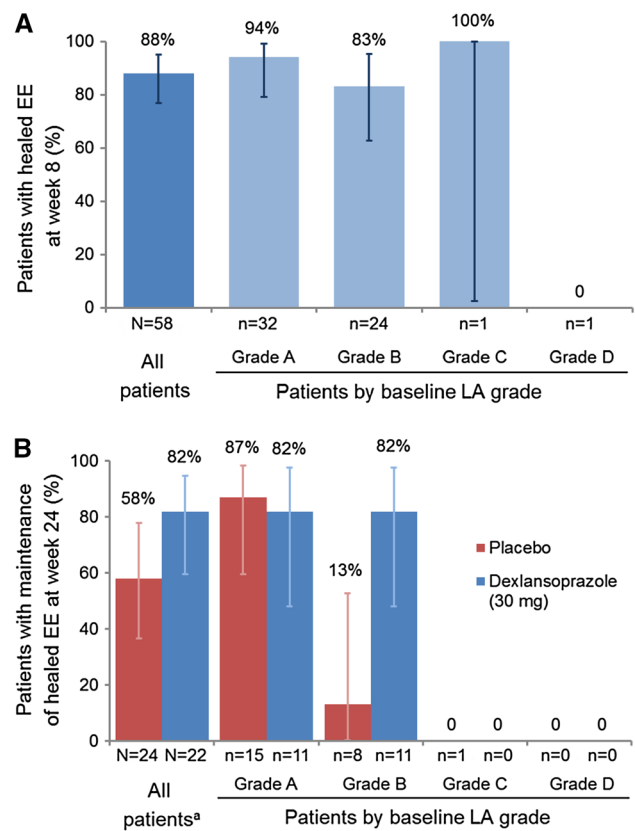 A
Patients with healed EE
at week 8 (%)
100
80
60
40
20
0
88%
94%
83%
100%
0
N=58
n=32
n=24
n=1
n=1
All
patients
Grade A
Grade B
Grade C
Grade D
Patients by baseline LA grade
B
Patients with maintenance
of healed EE at week 24 (%)
100
80
60
40
20
0
58%
82%
87%
82%
13%
82%
0
0
0
0
Placebo
Dexlansoprazole
(30 mg)
N=24 N=22
n=15 n=11
n=8 n=11
n=1 n=0
n=0 n=0
All
patientsᵃ
Grade A
Grade B
Grade C
Grade D
Patients by baseline LA grade